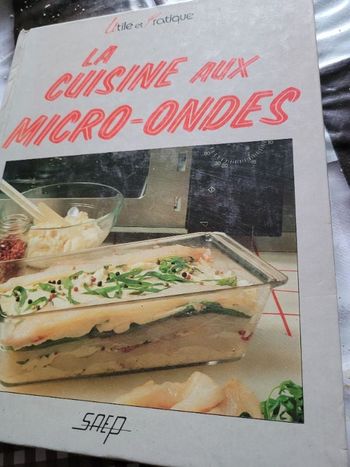 Utile et Pratique
LA
CUISINE AUX
MICRO-ONDES
SAEP